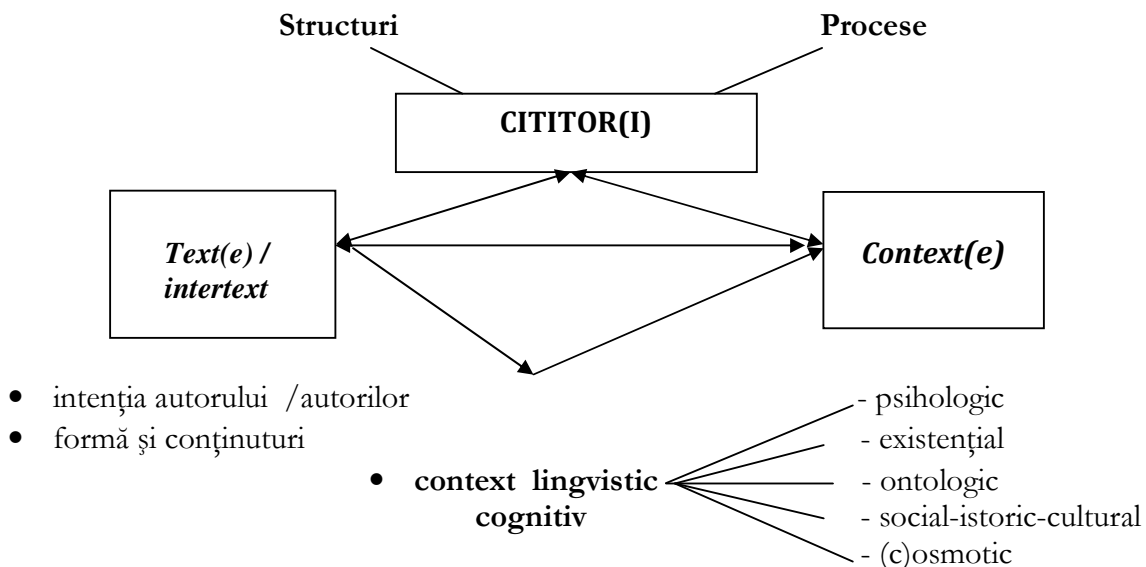 Structuri
Procese
CITITOR(I)
Text(e) /
intertext
Context(e)
• intenţia autorului /autorilor
• formă şi conţinuturi
• context lingvistic
cognitiv
- psihologic
- existenţial
- ontologic
- social-istoric-cultural
- (c)osmotic